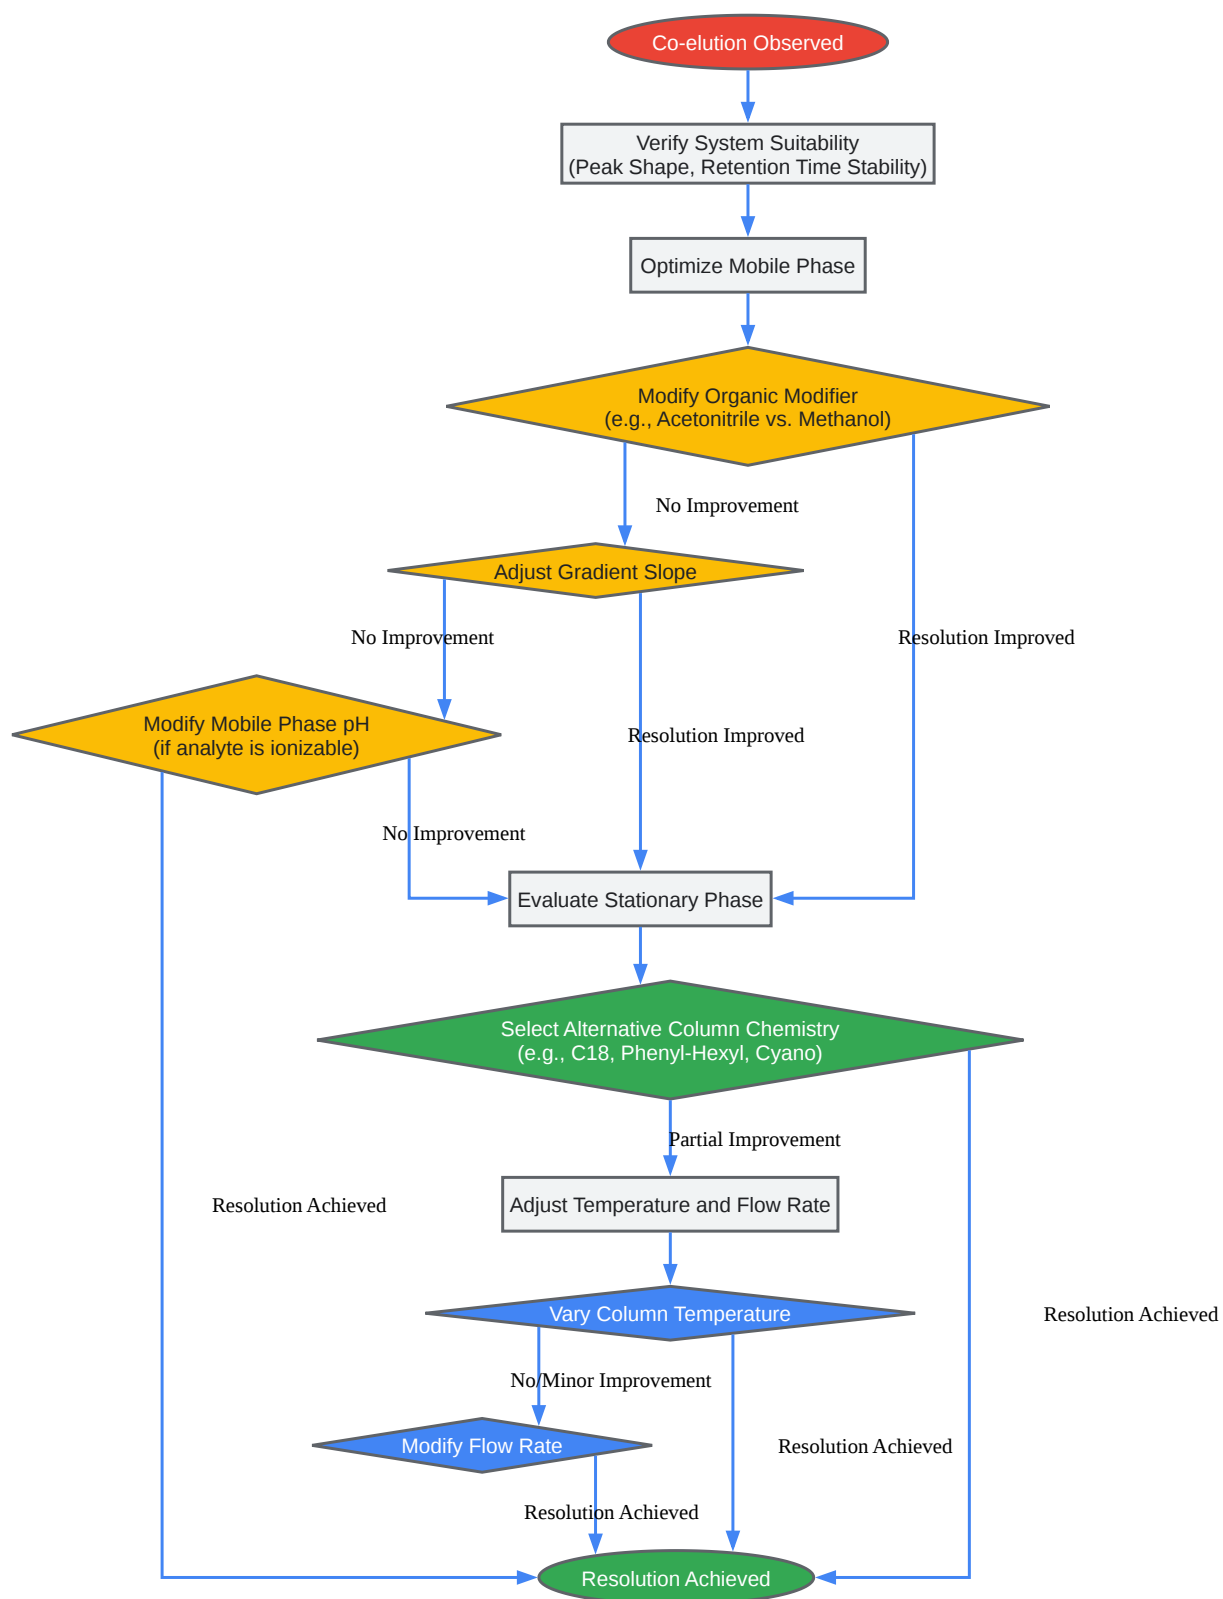 Co-elution Observed
Verify System Suitability
(Peak Shape, Retention Time Stability)
Optimize Mobile Phase
Modify Organic Modifier
(e.g., Acetonitrile vs. Methanol)
No Improvement
Adjust Gradient Slope
No Improvement
Resolution Improved
Modify Mobile Phase pH
(if analyte is ionizable)
Resolution Improved
No Improvement
Evaluate Stationary Phase
Select Alternative Column Chemistry
(e.g., C18, Phenyl-Hexyl, Cyano)
Partial Improvement
Resolution Achieved
Adjust Temperature and Flow Rate
Vary Column Temperature
Resolution Achieved
No/Minor Improvement
Modify Flow Rate
Resolution Achieved
Resolution Achieved
Resolution Achieved